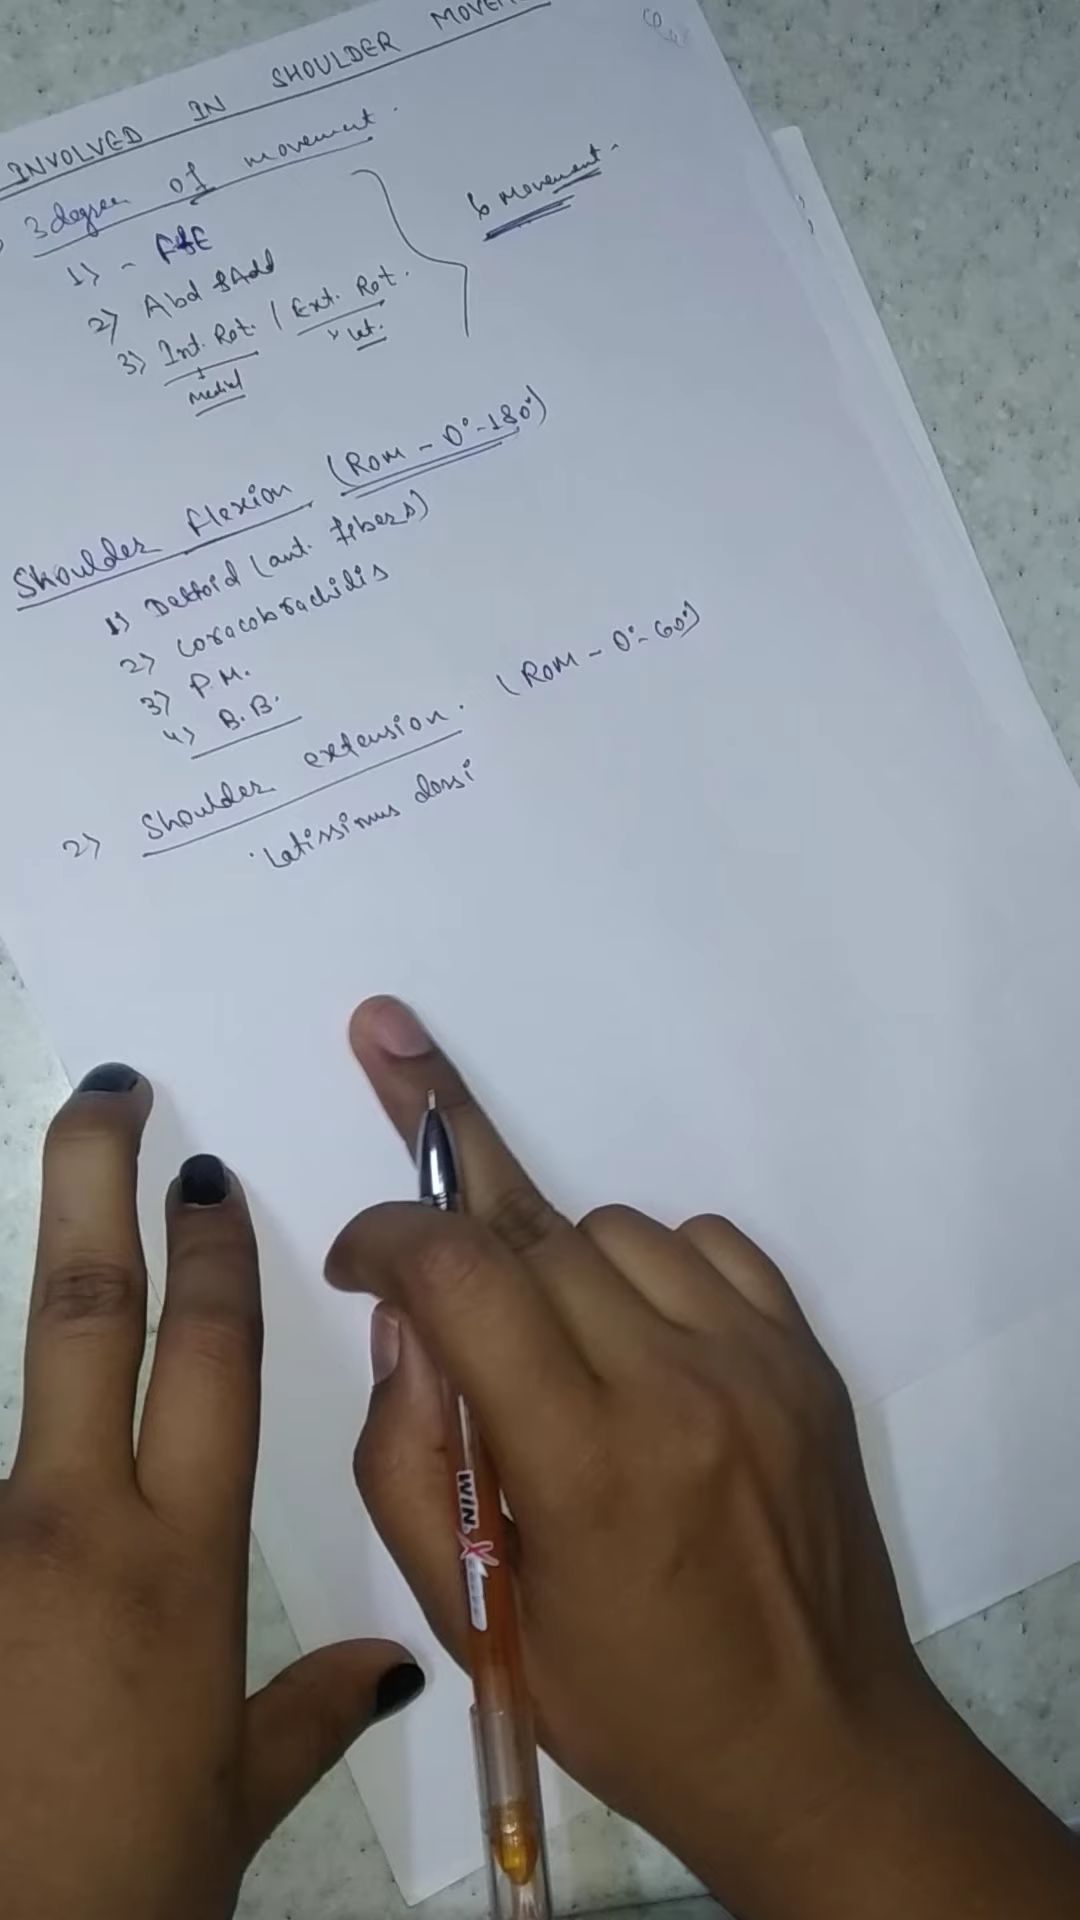 INVOLVED IN SHOULDER
3 degree of movement.
1) - F&E
2) Abd & Add
3) Int. Rot. / Ext. Rot.
Lat.
Medial
6 movement.
Shoulder flexion (ROM - 0°-180°)
1) Deltoid (ant. fibers)
2) Coracobrachilis
3) P.M.
4) B.B.
2) Shoulder extension. (ROM - 0°-60°)
Latissimus dorsi
WIN